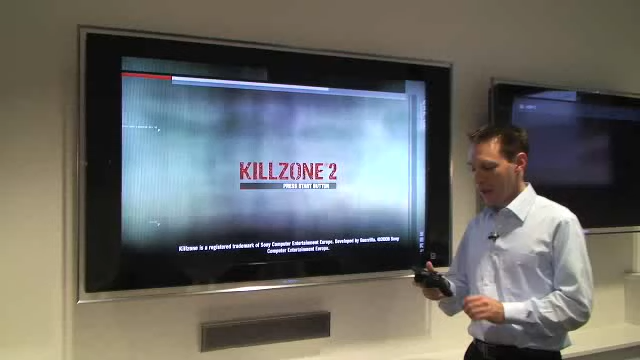 KILLZONE 2
PRESS START BUTTON
Killzone is a registered trademark of Sony Computer Entertainment Europe. Developed by Guerrilla. ©2009 Sony
Computer Entertainment Europe.